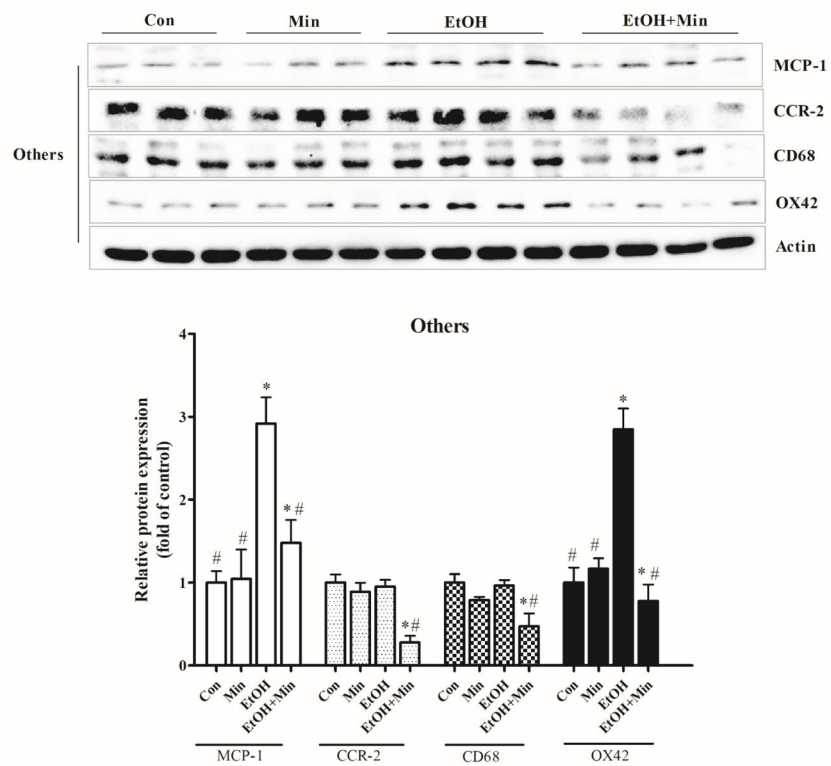 Con Min EtOH EtOH+Min
MCP-1
CCR-2
Others
CD68
OX42
Actin
Others
Relative protein expression
(fold of control)
4
3
2
1
0
*
# # *#
*#
*#
*
# # *#
Con Min EtOH EtOH+Min Con Min EtOH EtOH+Min Con Min EtOH EtOH+Min Con Min EtOH EtOH+Min
MCP-1 CCR-2 CD68 OX42